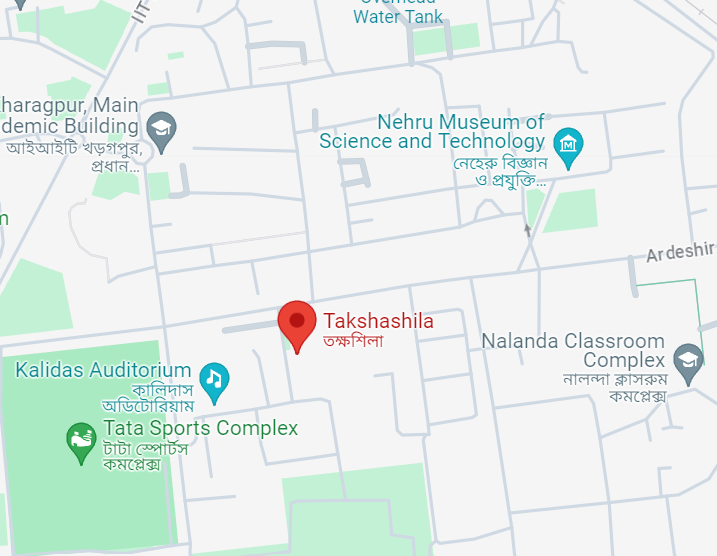 Water Tank
IIT
haragpur, Main
demic Building
আইআইটি খড়গপুর,
প্রধান...
Nehru Museum of
Science and Technology
নেহেরু বিজ্ঞান
ও প্রযুক্তি...
m
Ardeshir
Takshashila
তক্ষশিলা
Nalanda Classroom
Complex
নালন্দা ক্লাসরুম
কমপ্লেক্স
Kalidas Auditorium
কালিদাস
অডিটোরিয়াম
Tata Sports Complex
টাটা স্পোর্টস
কমপ্লেক্স